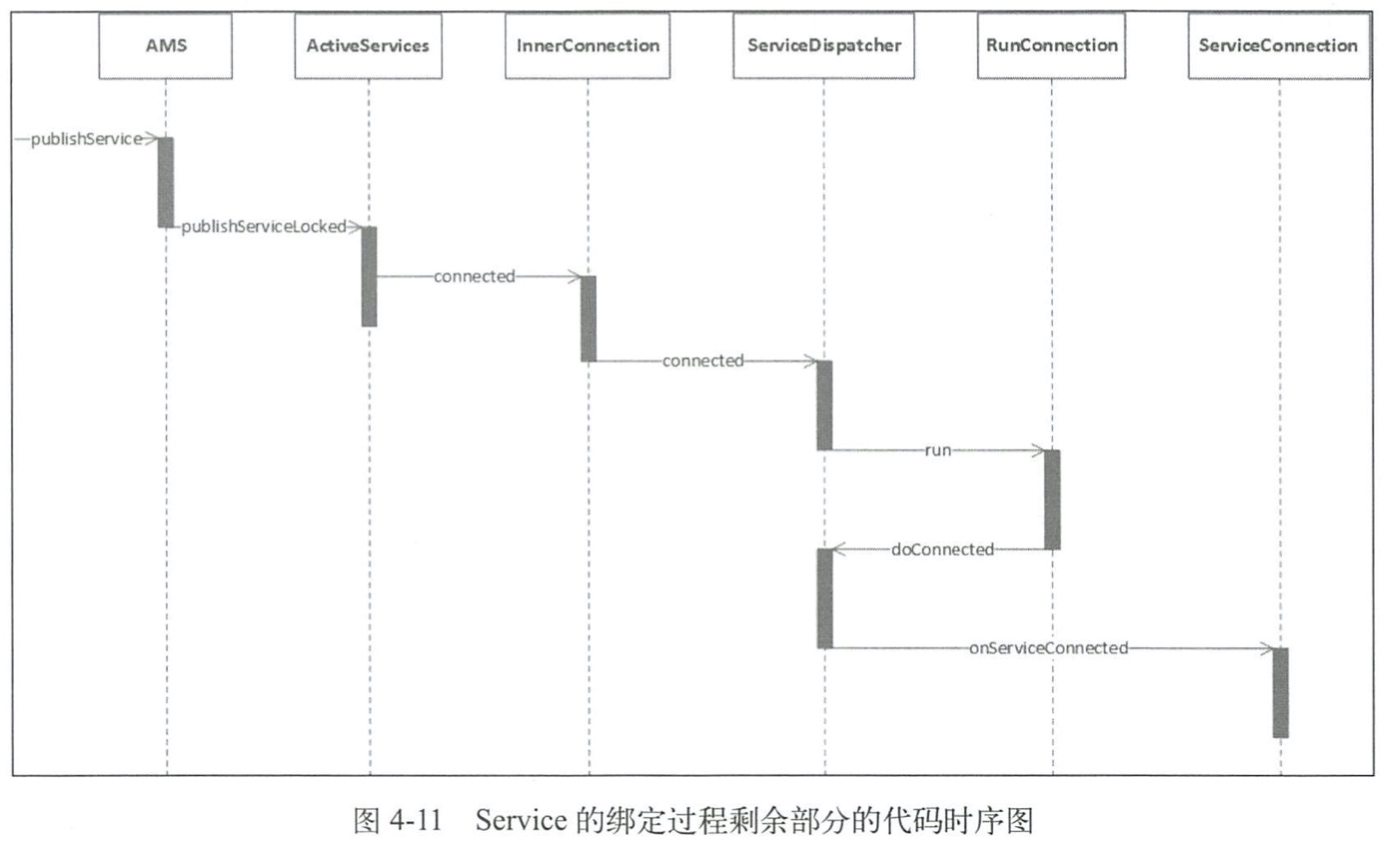 AMS
ActiveServices
InnerConnection
ServiceDispatcher
RunConnection
ServiceConnection
publishService
publishServiceLocked
connected
connected
run
doConnected
onServiceConnected
图 4-11 Service 的绑定过程剩余部分的代码时序图